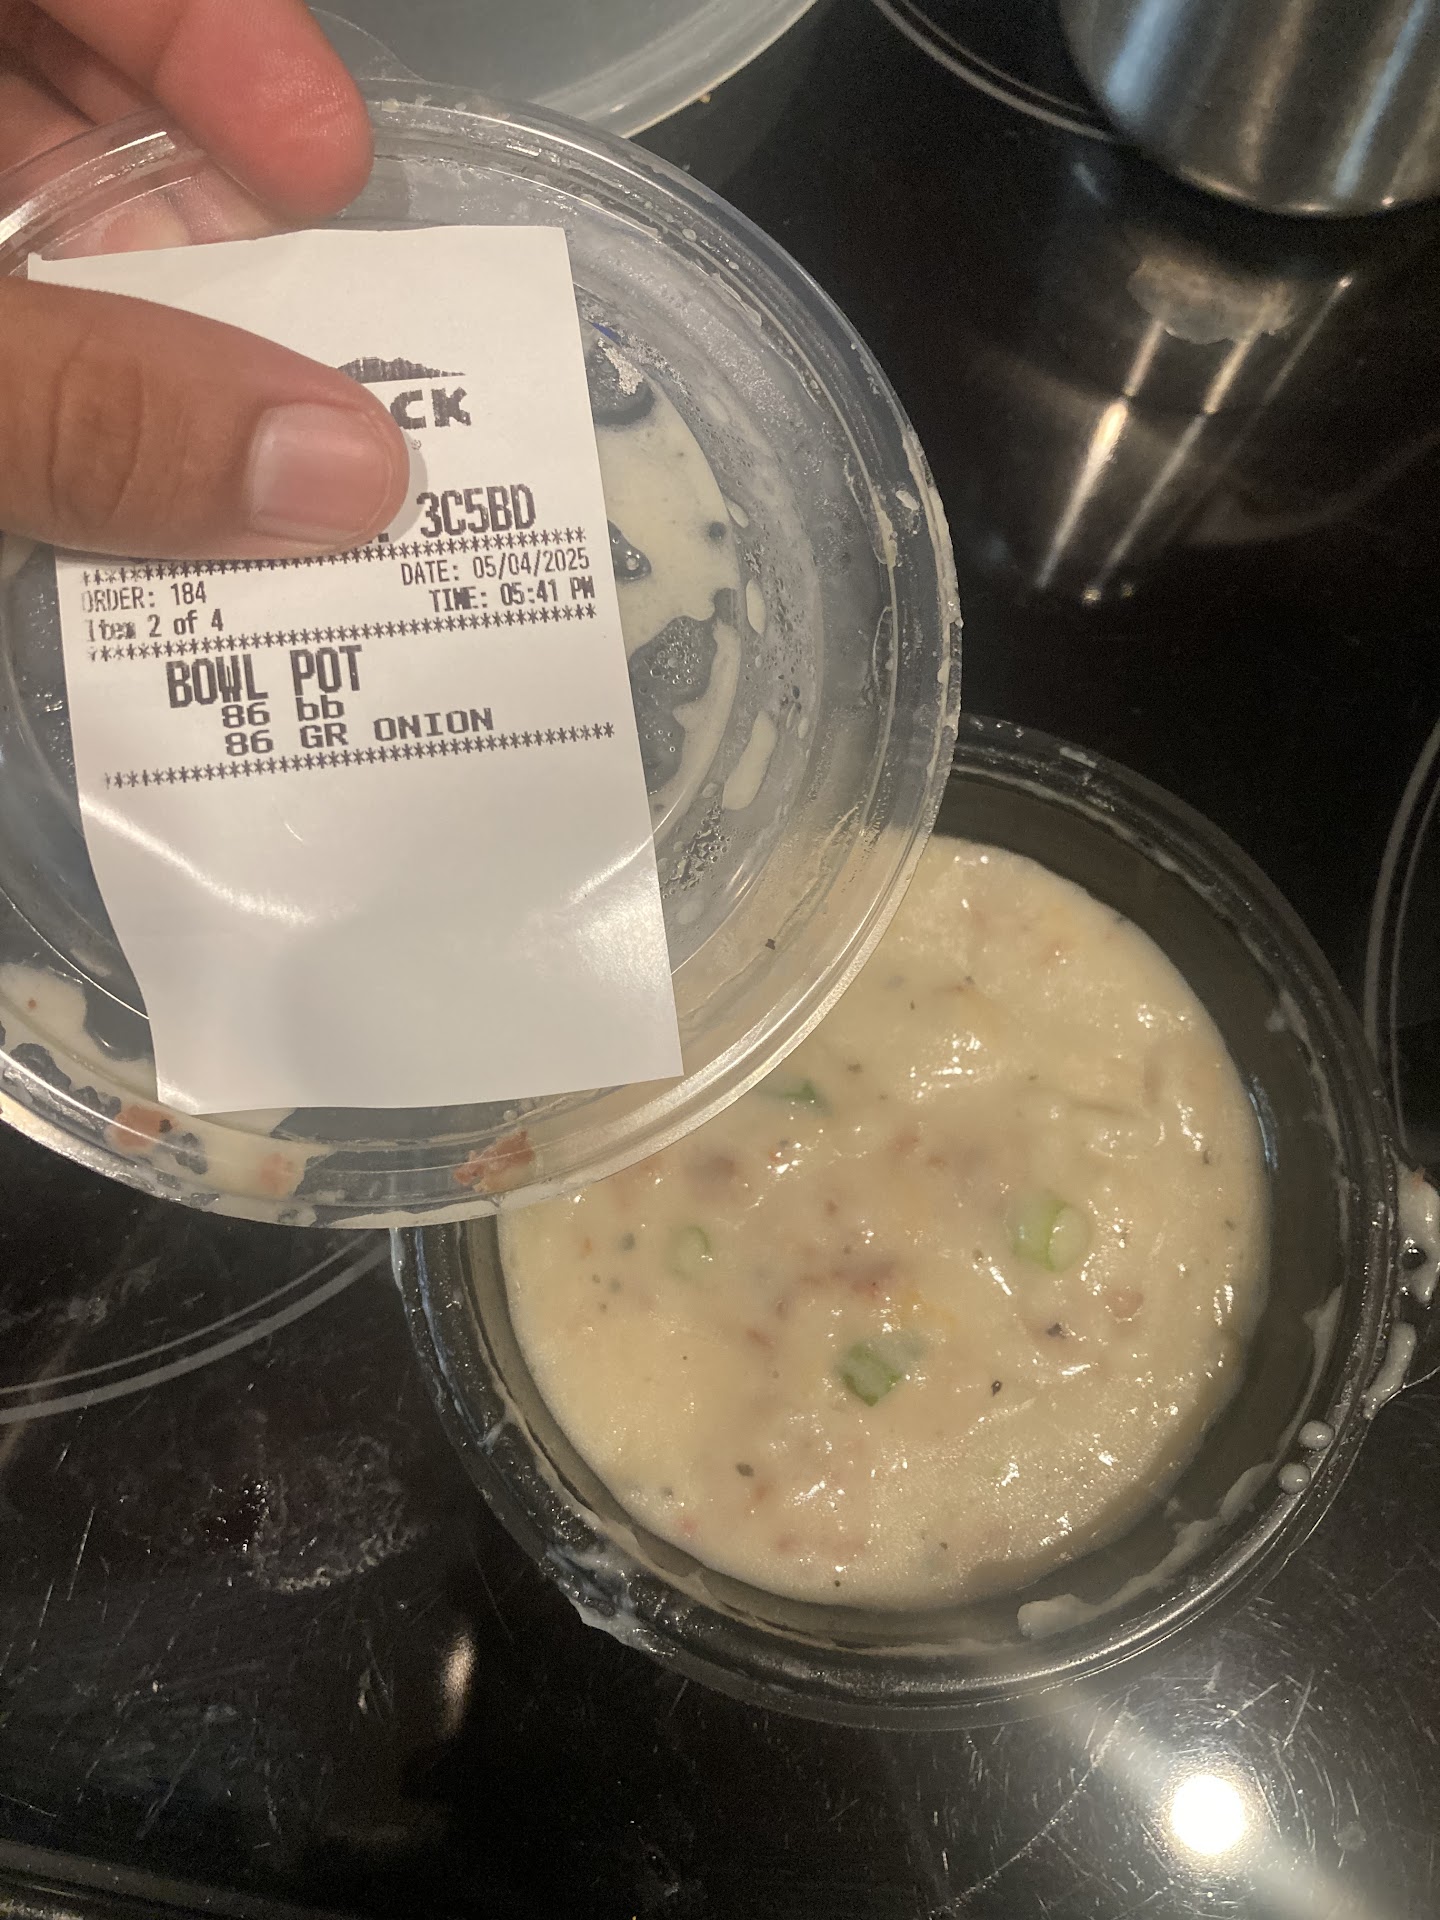 CK
®
3C5BD
***********************************
DATE: 05/04/2025
ORDER: 184
TIME: 05:41 PM
Item 2 of 4
***********************************
BOWL POT
86 bb
86 GR ONION
***********************************